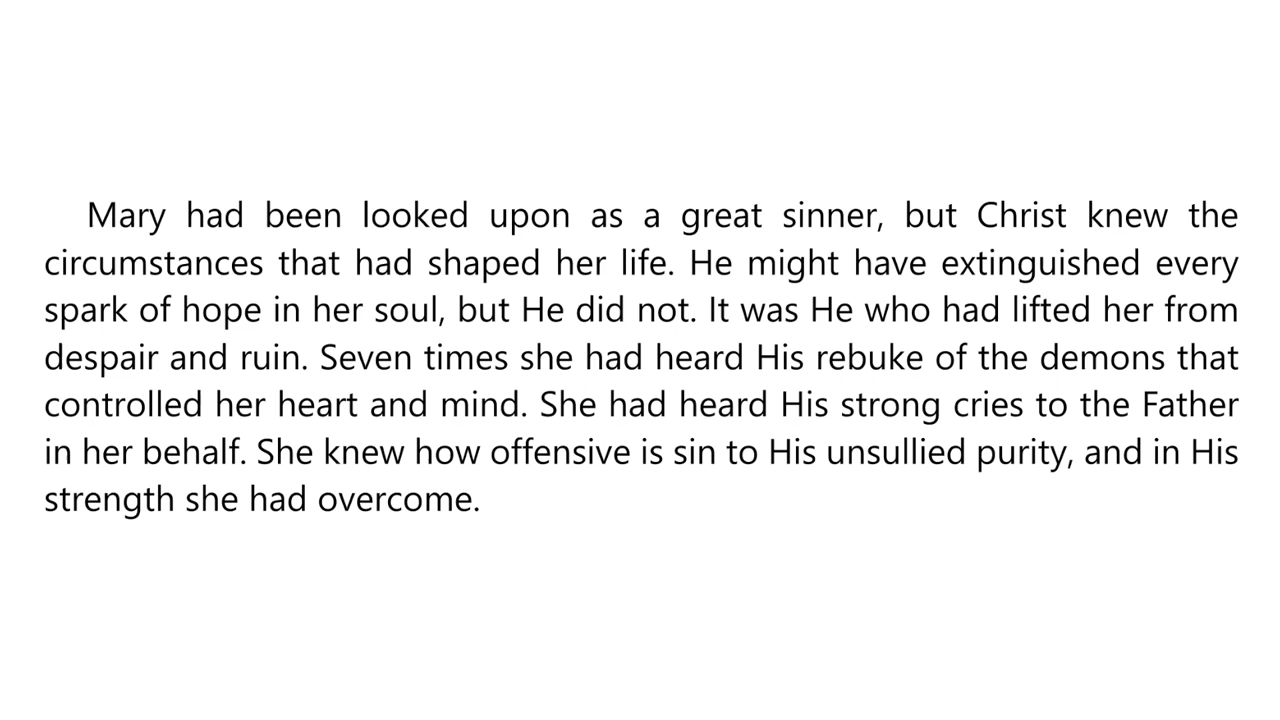 Mary had been looked upon as a great sinner, but Christ knew the
circumstances that had shaped her life. He might have extinguished every
spark of hope in her soul, but He did not. It was He who had lifted her from
despair and ruin. Seven times she had heard His rebuke of the demons that
controlled her heart and mind. She had heard His strong cries to the Father
in her behalf. She knew how offensive is sin to His unsullied purity, and in His
strength she had overcome.